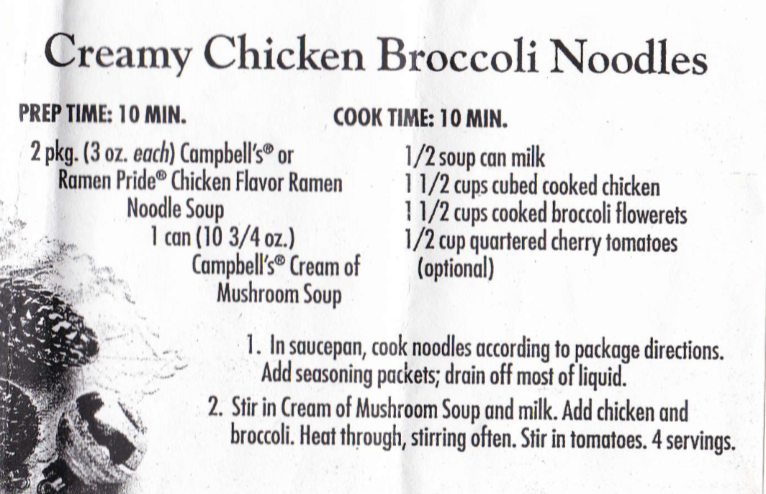 Creamy Chicken Broccoli Noodles
PREP TIME: 10 MIN.
COOK TIME: 10 MIN.
2 pkg. (3 oz. each) Campbell's® or
Ramen Pride® Chicken Flavor Ramen
Noodle Soup
1 can (10 3/4 oz.)
Campbell's® Cream of
Mushroom Soup
1/2 soup can milk
1 1/2 cups cubed cooked chicken
1 1/2 cups cooked broccoli flowerets
1/2 cup quartered cherry tomatoes
(optional)
1. In saucepan, cook noodles according to package directions.
Add seasoning packets; drain off most of liquid.
2. Stir in Cream of Mushroom Soup and milk. Add chicken and
broccoli. Heat through, stirring often. Stir in tomatoes. 4 servings.